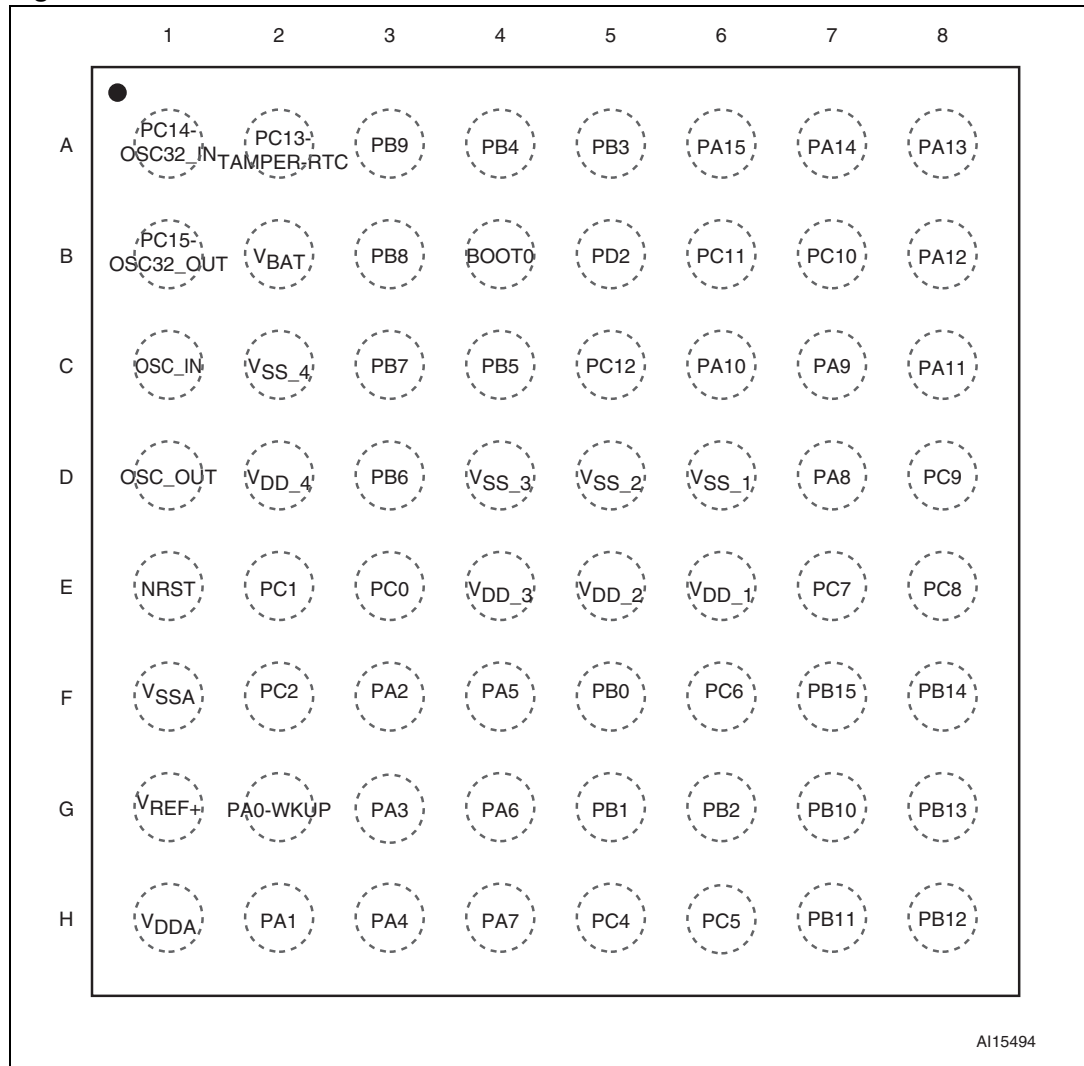 1 2 3 4 5 6 7 8
A PC14-OSC32_IN PC13-TAMPER-RTC PB9 PB4 PB3 PA15 PA14 PA13
B PC15-OSC32_OUT VBAT PB8 BOOT0 PD2 PC11 PC10 PA12
C OSC_IN VSS_4 PB7 PB5 PC12 PA10 PA9 PA11
D OSC_OUT VDD_4 PB6 VSS_3 VSS_2 VSS_1 PA8 PC9
E NRST PC1 PC0 VDD_3 VDD_2 VDD_1 PC7 PC8
F VSSA PC2 PA2 PA5 PB0 PC6 PB15 PB14
G VREF+ PA0-WKUP PA3 PA6 PB1 PB2 PB10 PB13
H VDDA PA1 PA4 PA7 PC4 PC5 PB11 PB12
AI15494